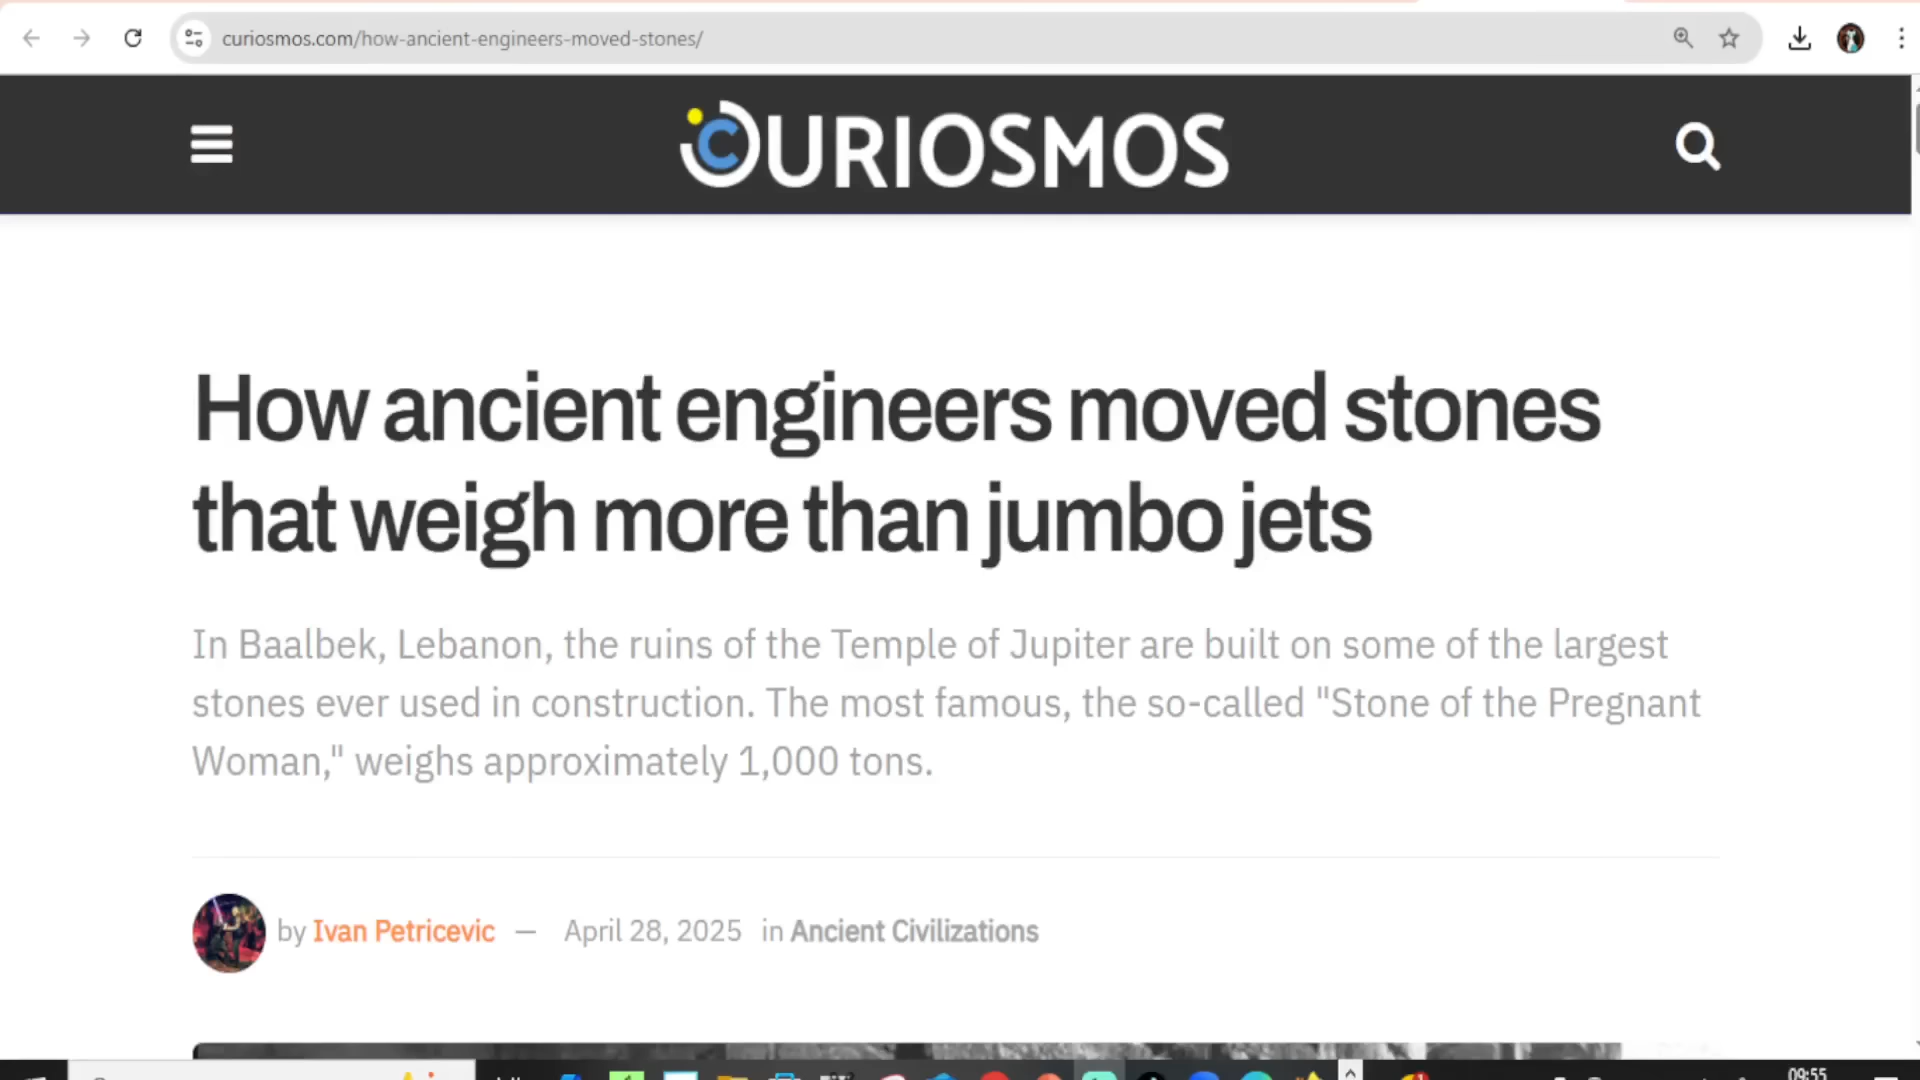 curiosmos.com/how-ancient-engineers-moved-stones/
CURIOSMOS
How ancient engineers moved stones
that weigh more than jumbo jets
In Baalbek, Lebanon, the ruins of the Temple of Jupiter are built on some of the largest
stones ever used in construction. The most famous, the so-called "Stone of the Pregnant
Woman," weighs approximately 1,000 tons.
by Ivan Petricevic — April 28, 2025 in Ancient Civilizations
09:55